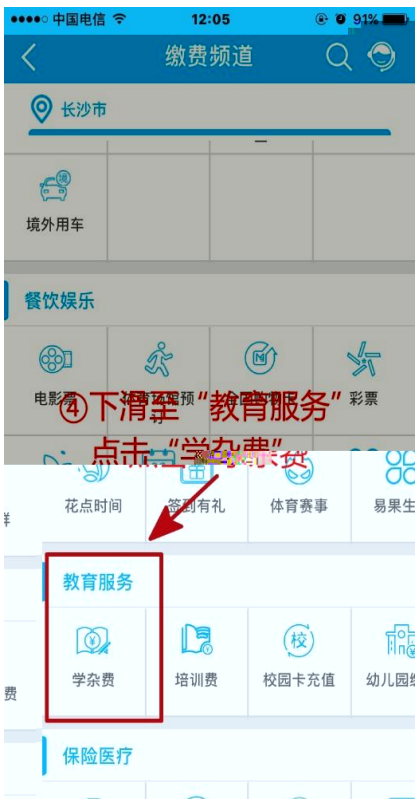 中国电信 12:05 91%
缴费频道
长沙市
境外用车
餐饮娱乐
电影票 彩票
④下滑至“教育服务”
点击“学杂费”
花点时间 签到有礼 体育赛事 易果生
教育服务
学杂费 培训费 校园卡充值 幼儿园
费
保险医疗